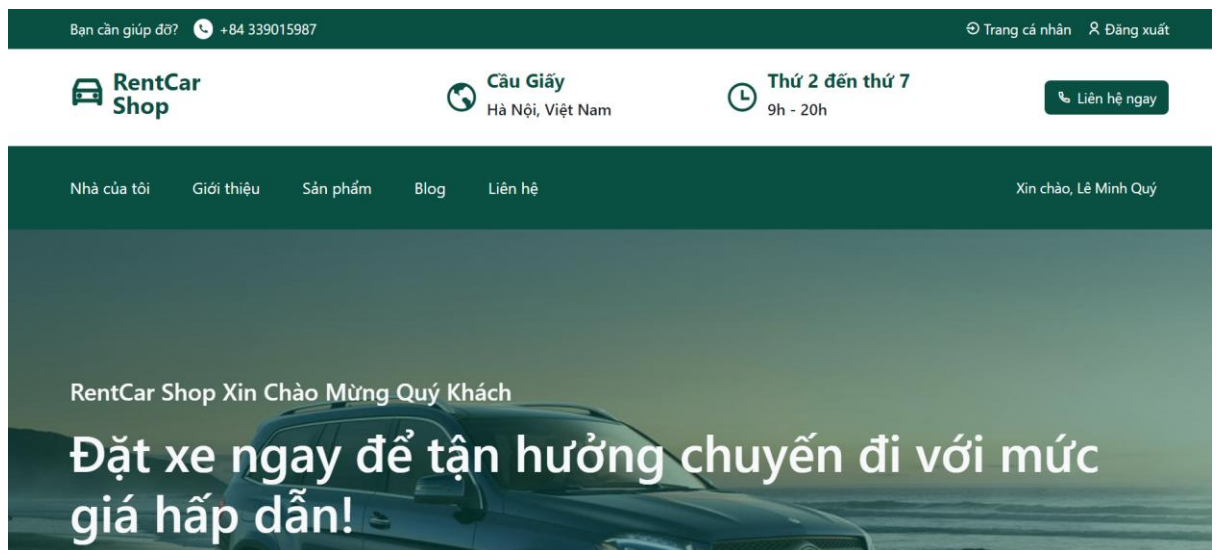 Bạn cần giúp đỡ? +84 339015987 Trang cá nhân Đăng xuất
RentCar
Shop
Cầu Giấy
Hà Nội, Việt Nam
Thứ 2 đến thứ 7
9h - 20h
Liên hệ ngay
Nhà của tôi Giới thiệu Sản phẩm Blog Liên hệ Xin chào, Lê Minh Quý
RentCar Shop Xin Chào Mừng Quý Khách
Đặt xe ngay để tận hưởng chuyến đi với mức
giá hấp dẫn!